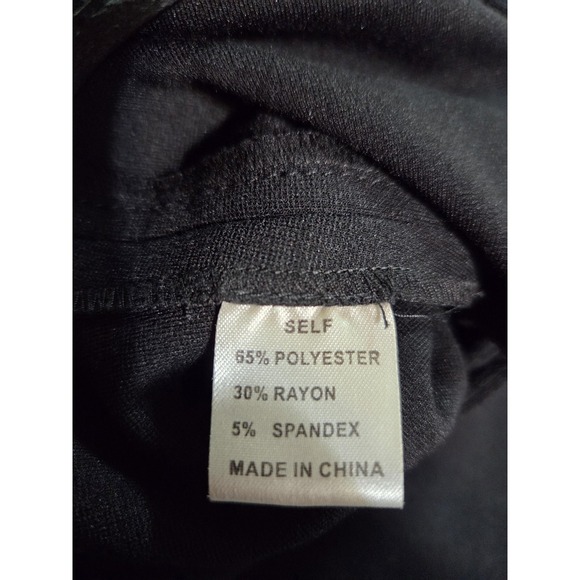 SELF
65% POLYESTER
30% RAYON
5% SPANDEX
MADE IN CHINA